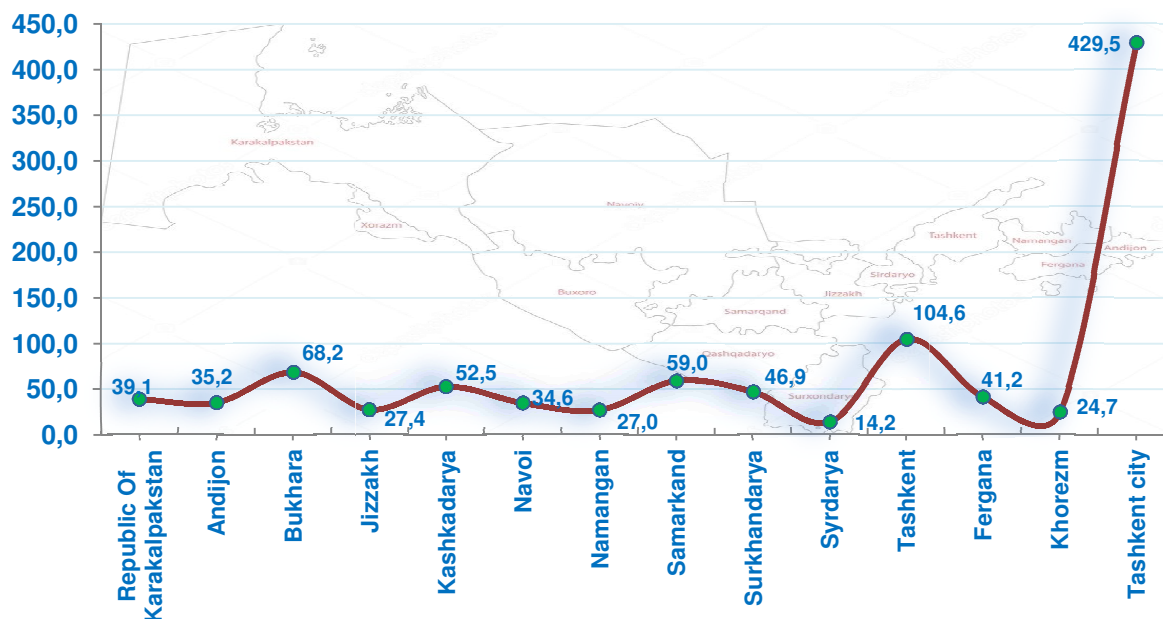 450,0
400,0
350,0
300,0
250,0
200,0
150,0
100,0
50,0
0,0
429,5
39,1
35,2
68,2
27,4
52,5
34,6
27,0
59,0
46,9
14,2
104,6
41,2
24,7
Karakalpakstan
Xorazm
Navoiy
Buxoro
Samarqand
Qashqadaryo
Surxondaryo
Jizzakh
Sirdaryo
Tashkent
Namangan
Fergana
Andijon
Republic Of
Karakalpakstan
Andijon
Bukhara
Jizzakh
Kashkadarya
Navoi
Namangan
Samarkand
Surkhandarya
Syrdarya
Tashkent
Fergana
Khorezm
Tashkent city